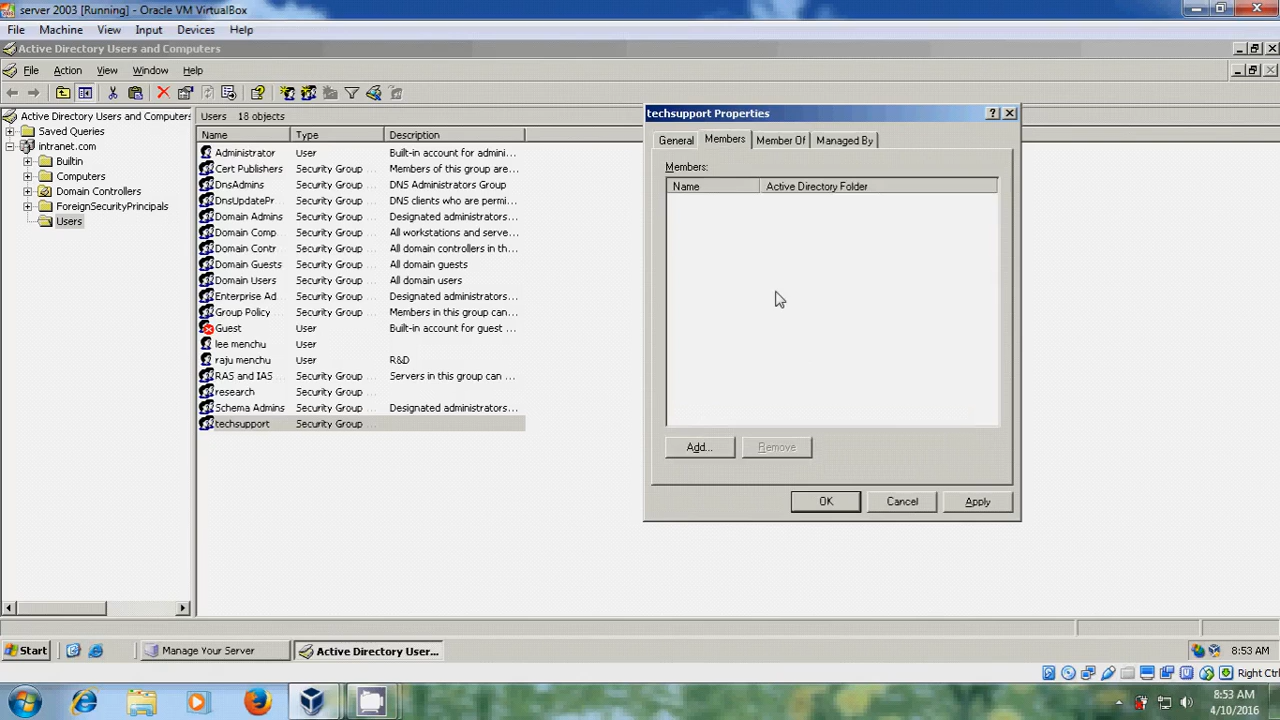 server 2003 [Running] - Oracle VM VirtualBox
File Machine View Input Devices Help
Active Directory Users and Computers
File Action View Window Help
Active Directory Users and Computers
Saved Queries
intranet.com
Builtin
Computers
Domain Controllers
ForeignSecurityPrincipals
Users
Users 18 objects
Name Type Description
Administrator User Built-in account for admini...
Cert Publishers Security Group ... Members of this group are...
DnsAdmins Security Group ... DNS Administrators Group
DnsUpdatePr... Security Group ... DNS clients who are permi...
Domain Admins Security Group ... Designated administrators...
Domain Comp... Security Group ... All workstations and serve...
Domain Contr... Security Group ... All domain controllers in th...
Domain Guests Security Group ... All domain guests
Domain Users Security Group ... All domain users
Enterprise Ad... Security Group ... Designated administrators...
Group Policy ... Security Group ... Members in this group can...
Guest User Built-in account for guest ...
lee menchu User
raju menchu User R&D
RAS and IAS ... Security Group ... Servers in this group can ...
research Security Group ...
Schema Admins Security Group ... Designated administrators...
techsupport Security Group ...
techsupport Properties
General Members Member Of Managed By
Members:
Name Active Directory Folder
Add... Remove
OK Cancel Apply
Start Manage Your Server Active Directory User... 8:53 AM
Right Ctrl
8:53 AM
4/10/2016